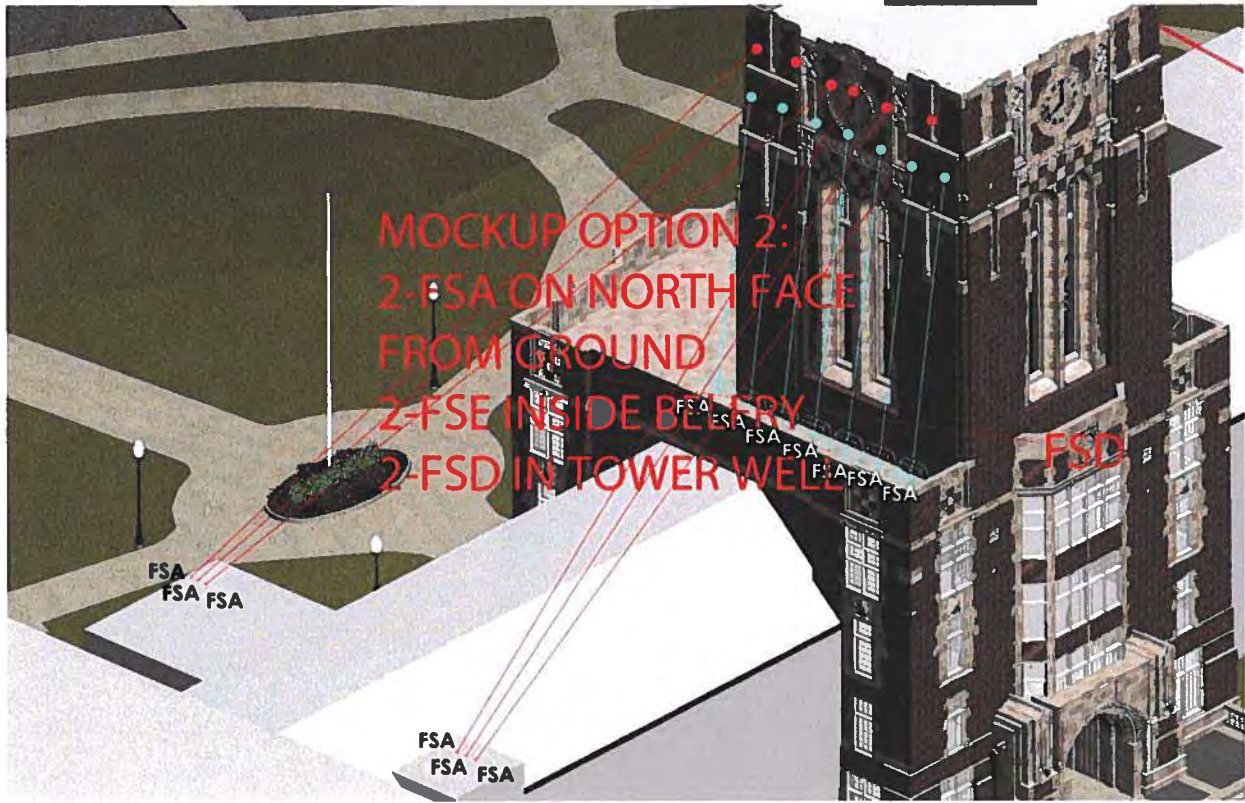 MOCKUP OPTION 2:
2-FSA ON NORTH FACE
FROM GROUND
2-FSE INSIDE BELFRY
2-FSD IN TOWER WELL
FSD
FSA
FSA
FSA
FSA
FSA
FSA
FSA
FSA
FSA
FSA
FSA
FSA
FSA